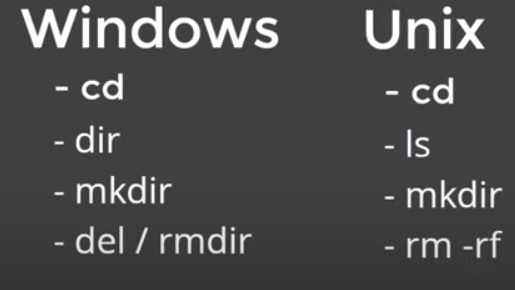 Windows
- cd
- dir
- mkdir
- del / rmdir
Unix
- cd
- ls
- mkdir
- rm -rf